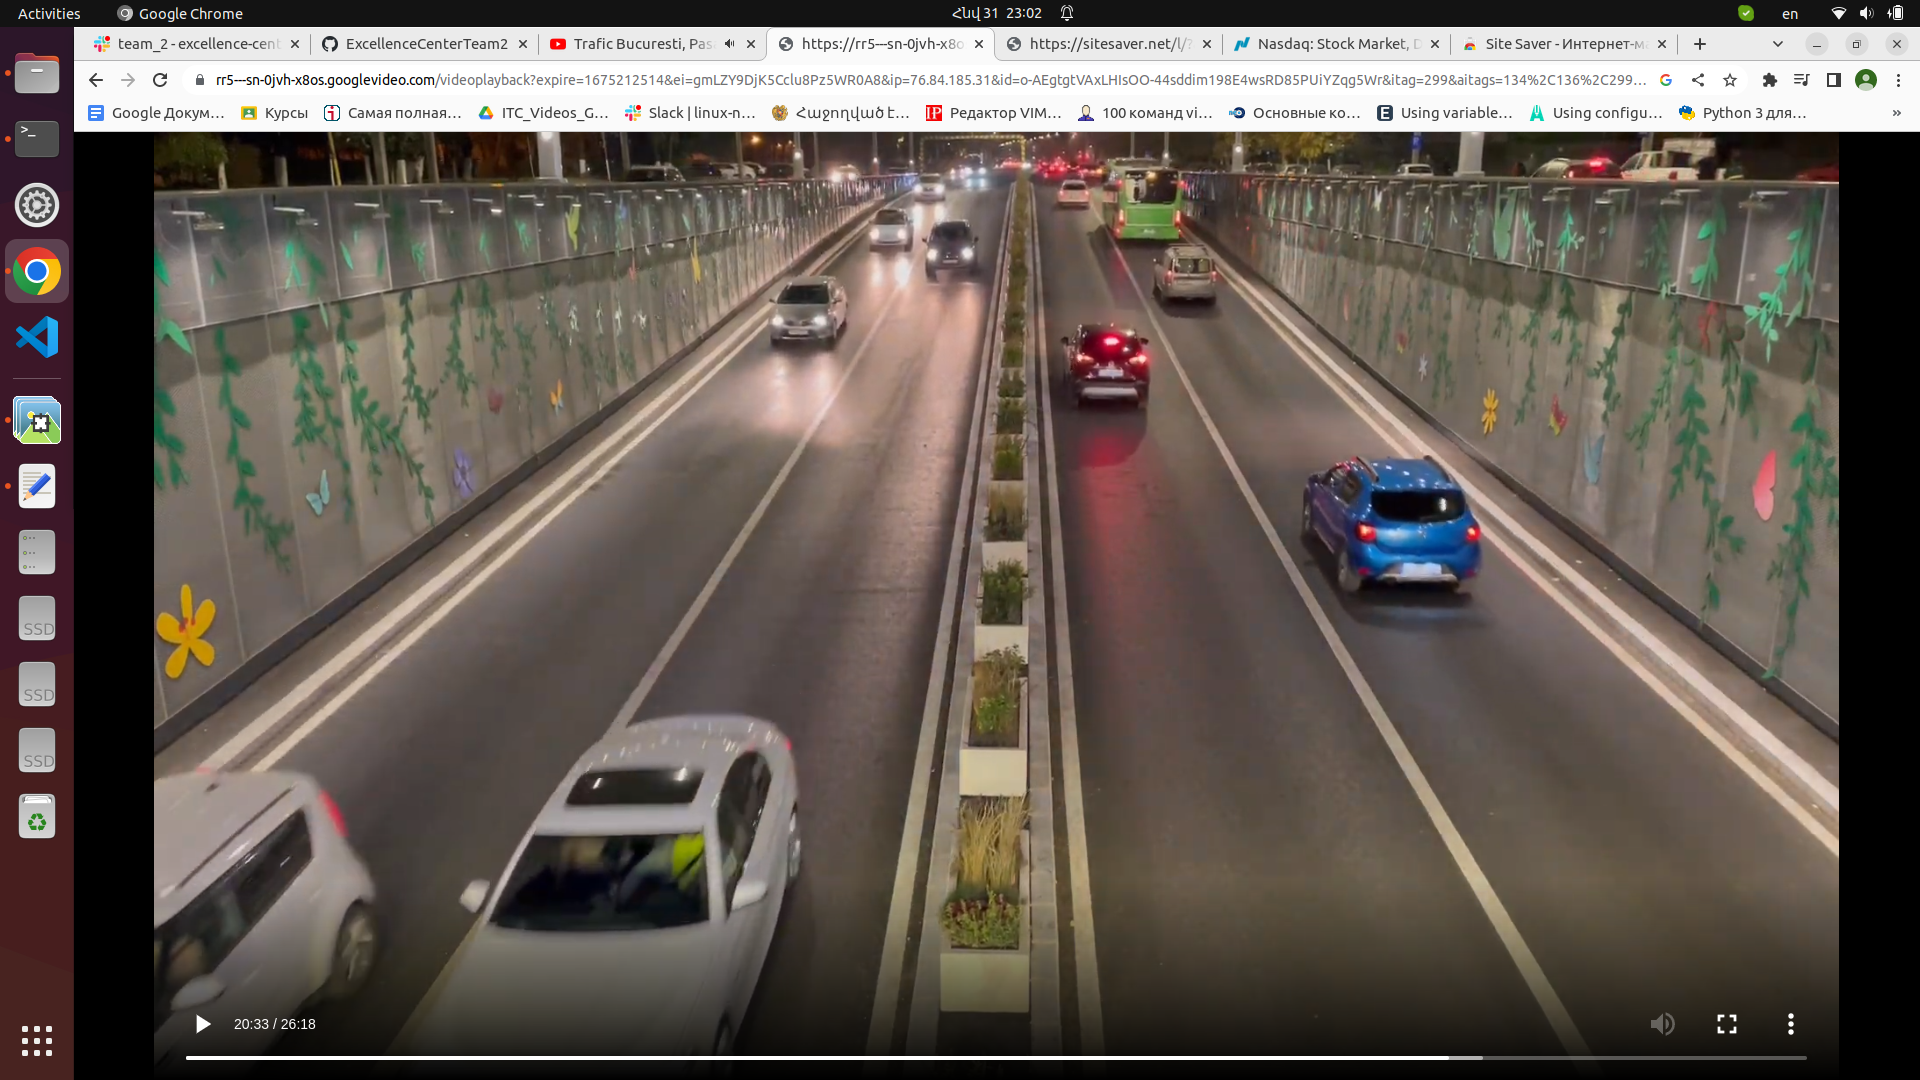 Activities
Google Chrome
Հնվ 31 23:02
en
team_2 - excellence-cent
ExcellenceCenterTeam2
Trafic Bucuresti, Pas
https://rr5---sn-0jvh-x8o
https://sitesaver.net/l/?
Nasdaq: Stock Market, D
Site Saver - Интернет-ма
rr5---sn-0jvh-x8os.googlevideo.com/videoplayback?expire=1675212514&ei=gmLZY9DjK5Cclu8Pz5WR0A8&ip=76.84.185.31&id=o-AEgtgtVAxLHIsOO-44sddim198E4wsRD85PUiYZqg5Wr&itag=299&aitags=134%2C136%2C299...
Google Докум...
Курсы
Самая полная...
ITC_Videos_G...
Slack | linux-n...
Հաջողված է...
Редактор VIM...
100 команд vi...
Основные ко...
Using variable...
Using configu...
Python 3 для...
»
>_
SSD
SSD
SSD
20:33 / 26:18